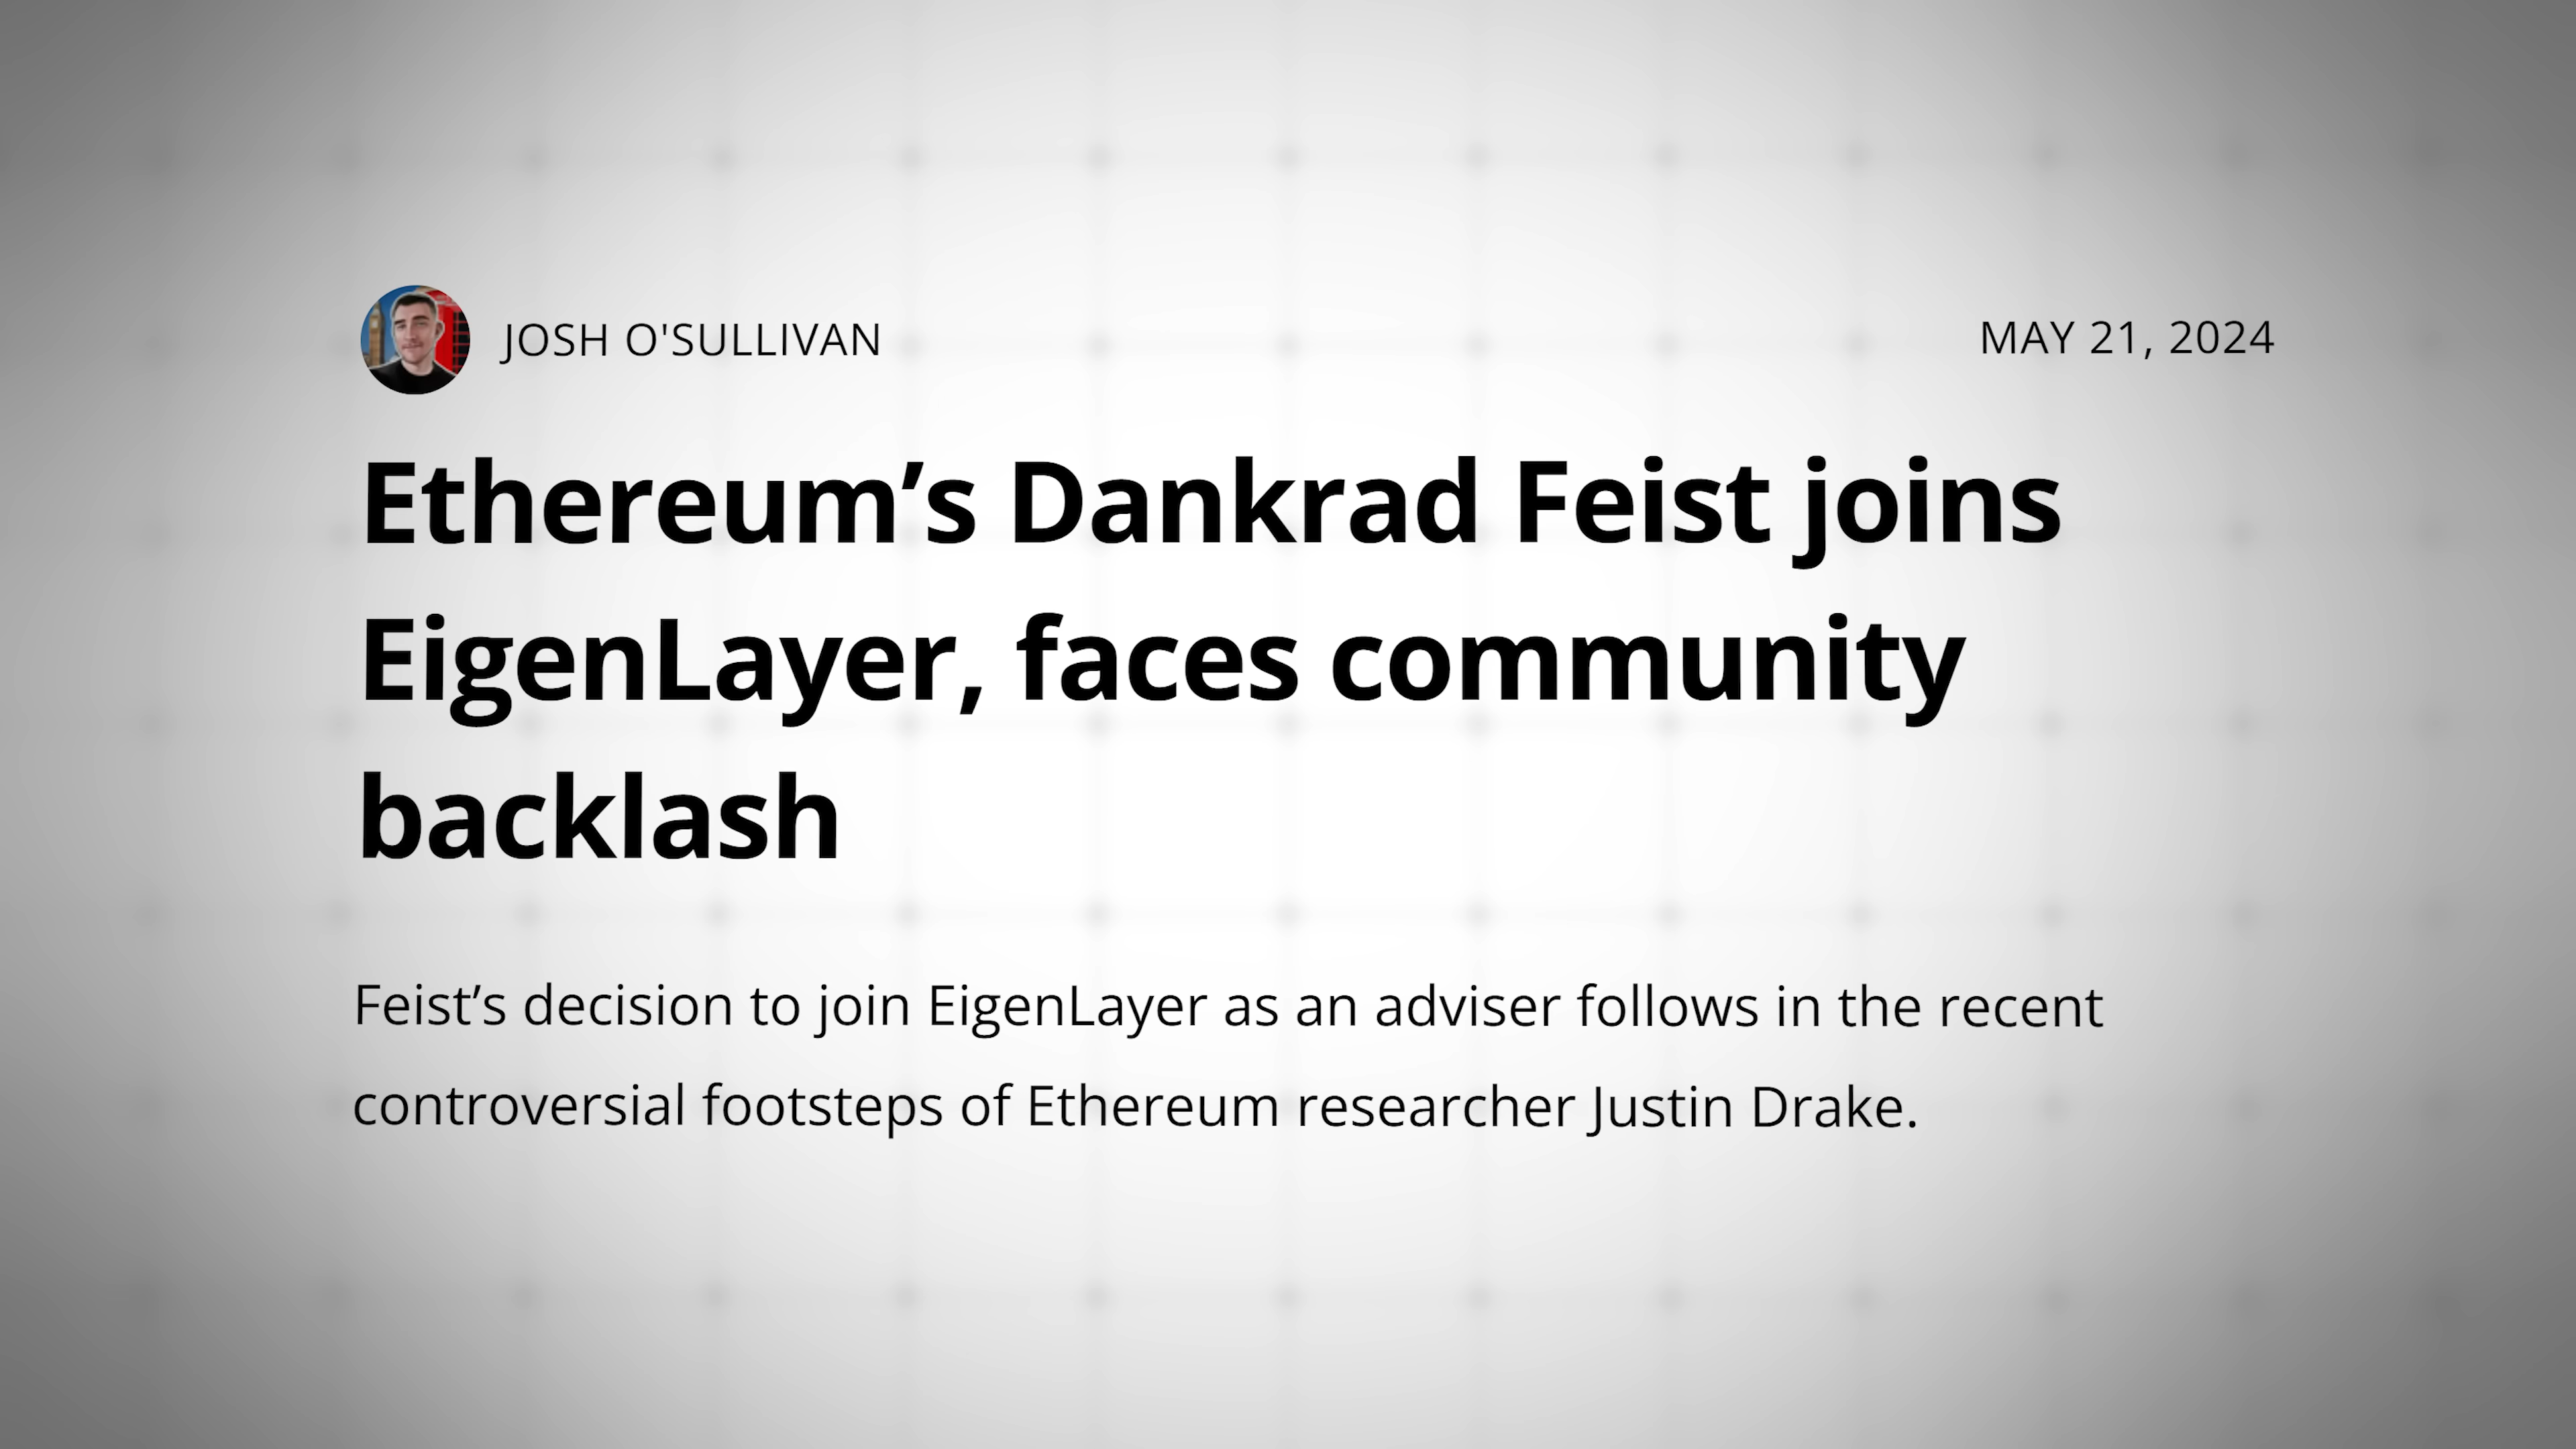 JOSH O'SULLIVAN
MAY 21, 2024
Ethereum’s Dankrad Feist joins
EigenLayer, faces community
backlash
Feist’s decision to join EigenLayer as an adviser follows in the recent
controversial footsteps of Ethereum researcher Justin Drake.